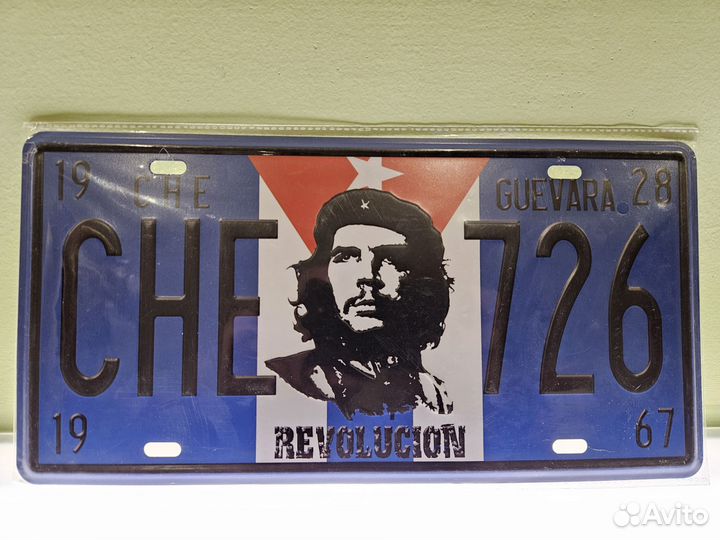 19 CHE GUEVARA 28
CHE 726
19 67
REVOLUCION
Avito